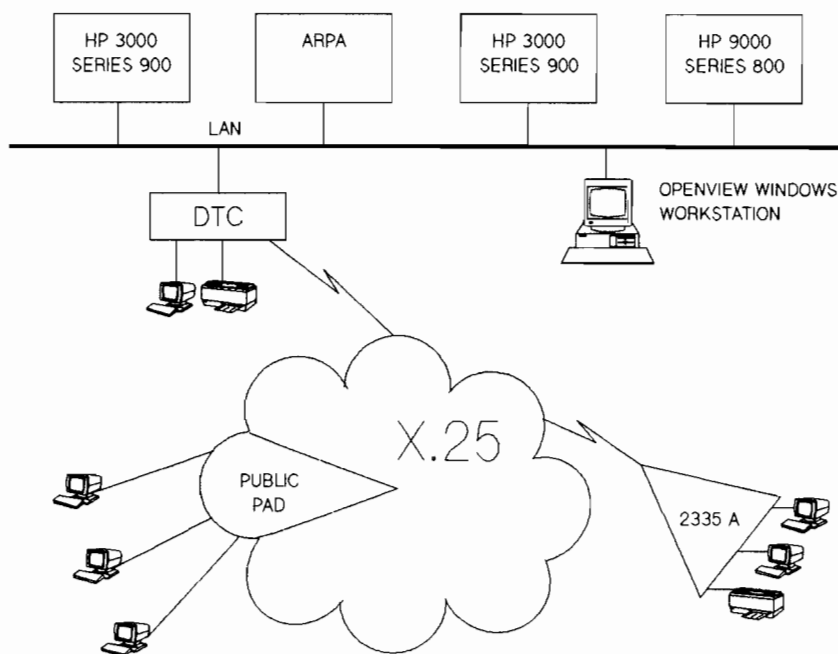 HP 3000
SERIES 900
ARPA
HP 3000
SERIES 900
HP 9000
SERIES 800
LAN
DTC
OPENVIEW WINDOWS
WORKSTATION
X.25
PUBLIC
PAD
2335 A